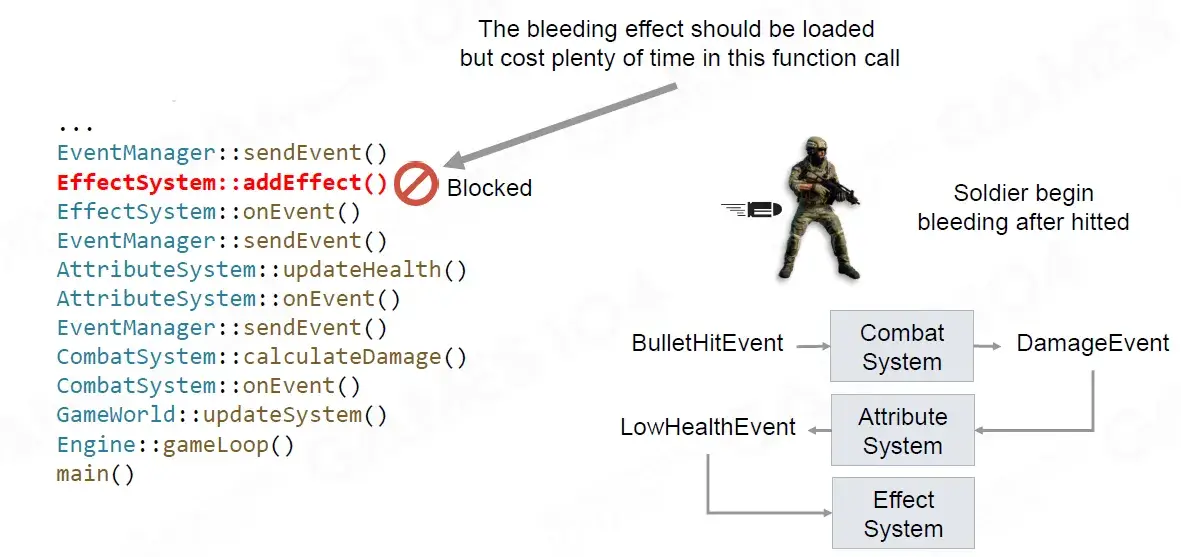 The bleeding effect should be loaded
but cost plenty of time in this function call
...
EventManager::sendEvent()
EffectSystem::addEffect()
Blocked
EffectSystem::onEvent()
EventManager::sendEvent()
AttributeSystem::updateHealth()
AttributeSystem::onEvent()
EventManager::sendEvent()
CombatSystem::calculateDamage()
CombatSystem::onEvent()
GameWorld::updateSystem()
Engine::gameLoop()
main()
Soldier begin
bleeding after hitted
BulletHitEvent
Combat
System
DamageEvent
LowHealthEvent
Attribute
System
Effect
System